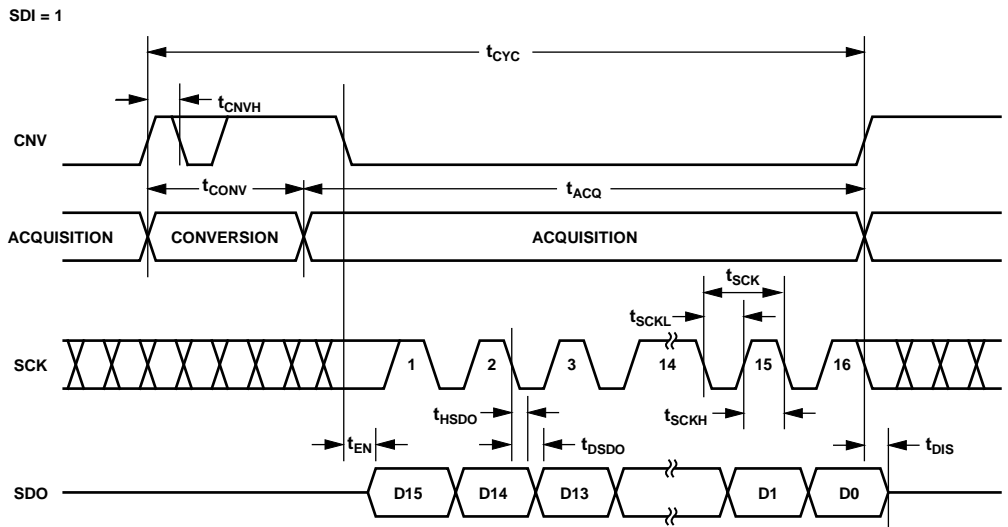 SDI = 1
tCYC
tCNVH
CNV
tCONV
tACQ
ACQUISITION CONVERSION ACQUISITION
tSCK
tSCKL
SCK 1 2 3 14 15 16
tHSDO tSCKH
tEN tDSDO tDIS
SDO D15 D14 D13 D1 D0